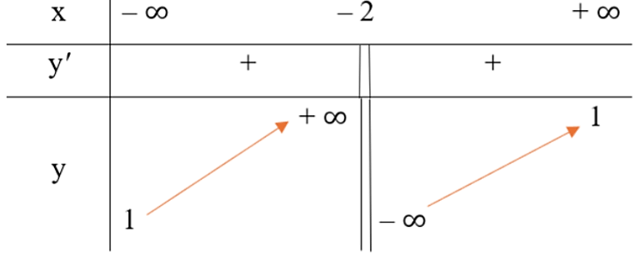 x – ∞ – 2 + ∞
y′ + +
+ ∞ 1
y
1 – ∞